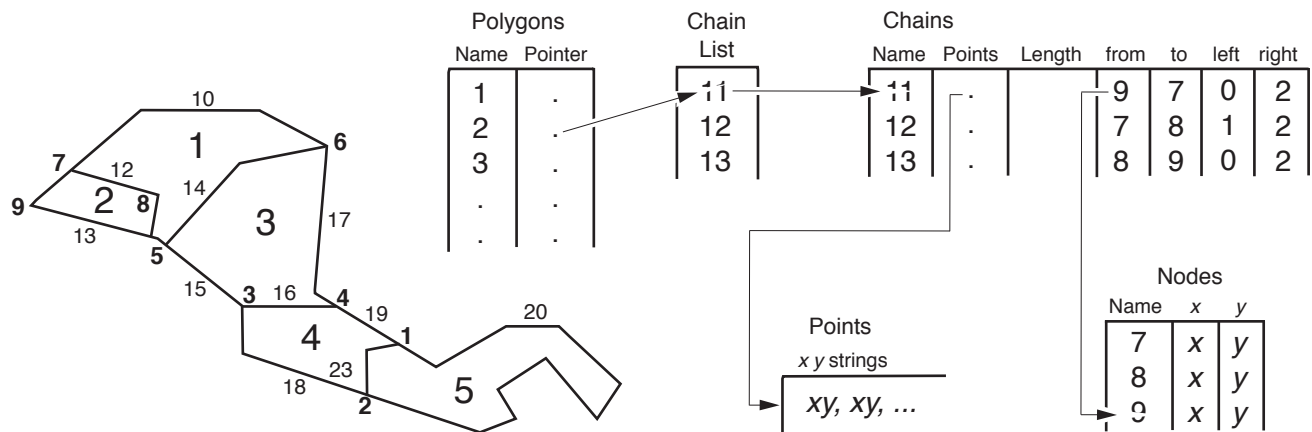 Polygons
Name Pointer
1 .
2 .
3 .
. .
. .
Chain
List
11
12
13
Chains
Name Points Length from to left right
11 . 9 7 0 2
12 . 7 8 1 2
13 . 8 9 0 2
10
1
6
7
12
14
2
8
9
3
17
13
5
15
3
16
4
19
1
20
4
23
18
2
5
Points
x y strings
xy, xy, ...
Nodes
Name x y
7 x y
8 x y
9 x y